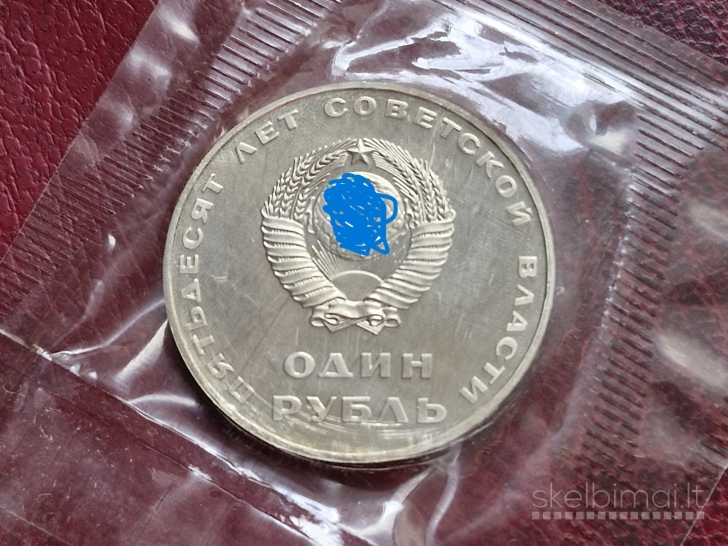 ПЯТЬДЕСЯТ ЛЕТ СОВЕТСКОЙ ВЛАСТИ
ОДИН
РУБЛЬ
skelbimai.lt